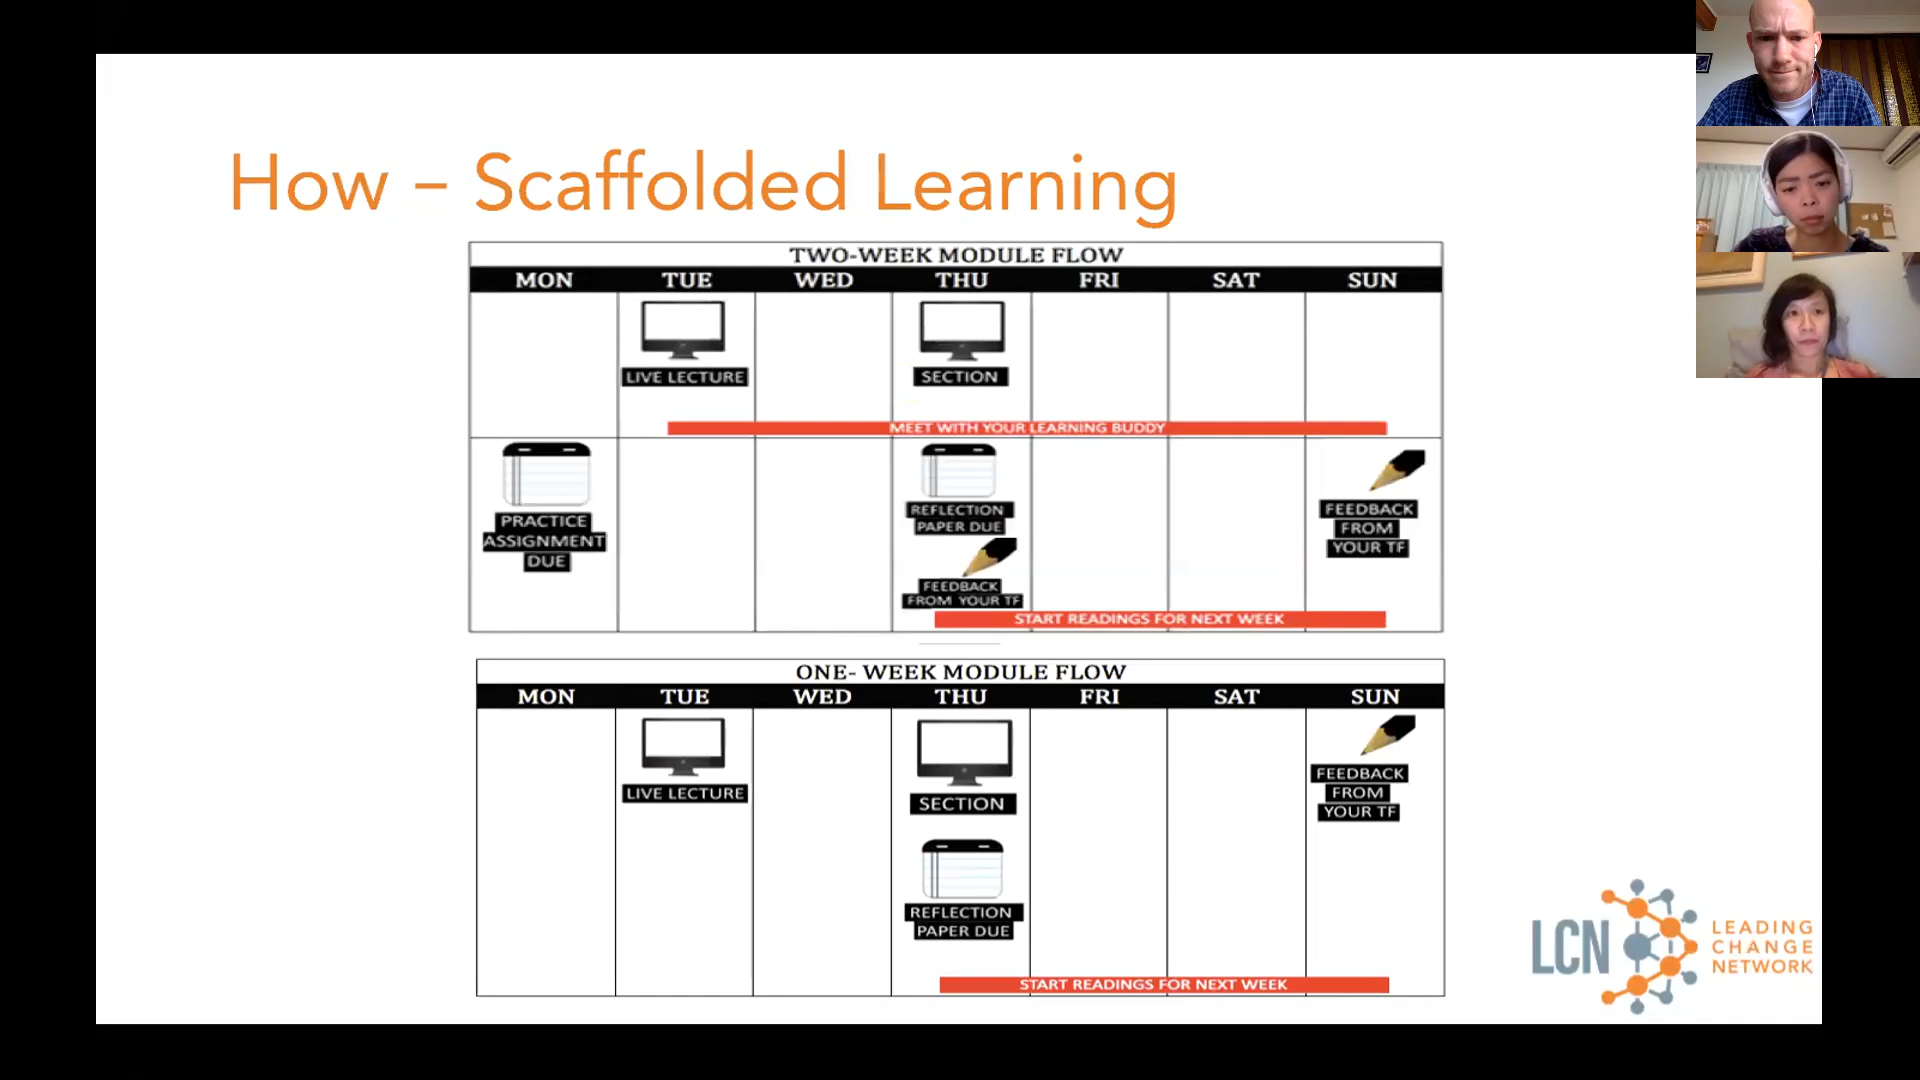 How – Scaffolded Learning
TWO-WEEK MODULE FLOW
MON TUE WED THU FRI SAT SUN
LIVE LECTURE
SECTION
MEET WITH YOUR LEARNING BUDDY
PRACTICE
ASSIGNMENT
DUE
REFLECTION
PAPER DUE
FEEDBACK
FROM YOUR TF
FEEDBACK
FROM
YOUR TF
START READINGS FOR NEXT WEEK
ONE- WEEK MODULE FLOW
MON TUE WED THU FRI SAT SUN
LIVE LECTURE
SECTION
REFLECTION
PAPER DUE
FEEDBACK
FROM
YOUR TF
START READINGS FOR NEXT WEEK
LCN
LEADING
CHANGE
NETWORK